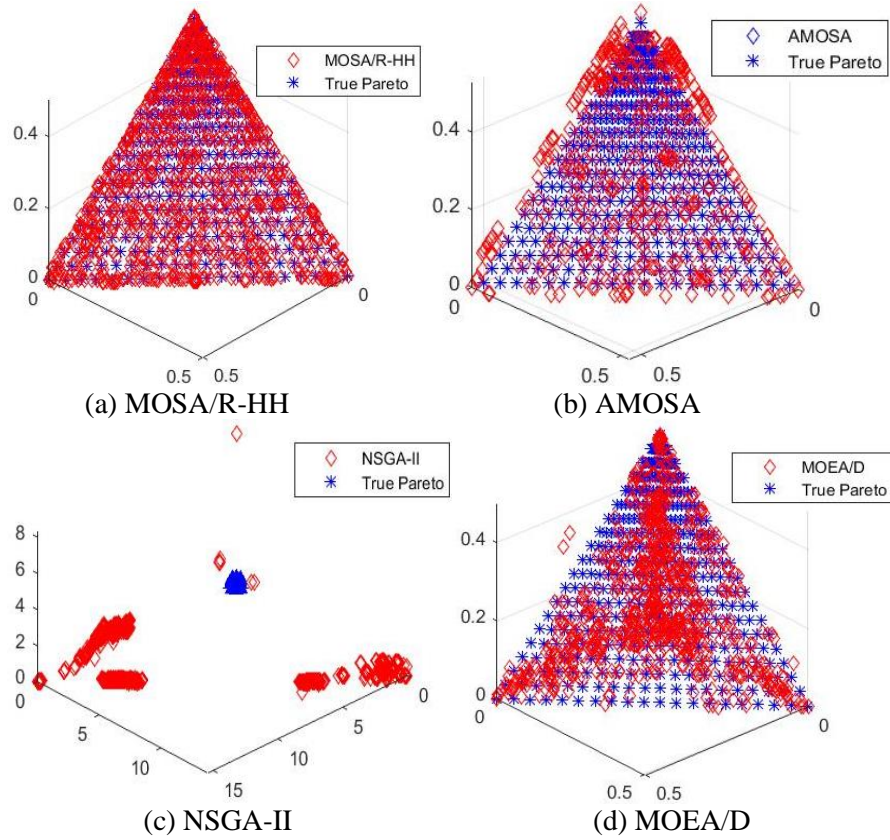 MOSA/R-HH
True Pareto
0.4
0.2
0
0
0
0.5
0.5
(a) MOSA/R-HH
AMOSA
True Pareto
0.4
0.2
0
0
0
0.5
0.5
(b) AMOSA
NSGA-II
True Pareto
8
6
4
2
0
0
5
10
15
10
5
0
(c) NSGA-II
MOEA/D
True Pareto
0.4
0.2
0
0
0
0.5
0.5
(d) MOEA/D